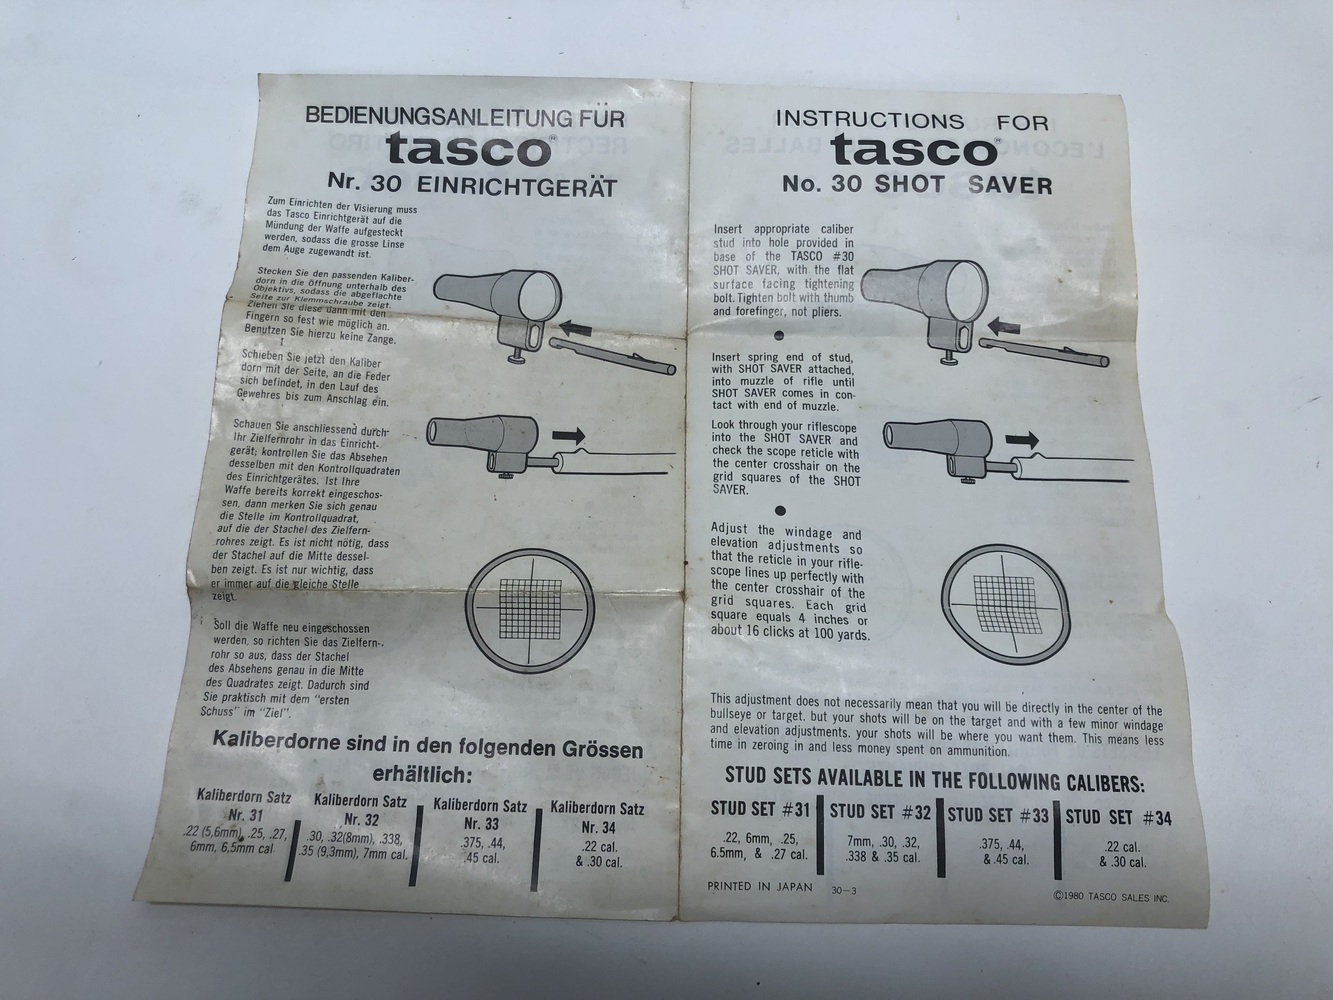 BEDIENUNGSANLEITUNG FÜR
tasco®
Nr. 30 EINRICHTGERÄT
Zum Einrichten der Visierung muss
das Tasco Einrichtgerät auf die
Mündung der Waffe aufgesteckt
werden, sodass die grosse Linse
dem Auge zugewandt ist.
Stecken Sie den passenden Kaliber-
dorn in die Öffnung unterhalb des
Objektivs, sodass die abgeflachte
Seite zur Klemmschraube zeigt.
Ziehen Sie diese dann mit den
Fingern so fest wie möglich an.
Benutzen Sie hierzu keine Zange.
Schieben Sie jetzt den Kaliber
dorn mit der Seite, an die Feder
sich befindet, in den Lauf des
Gewehres bis zum Anschlag ein.
Schauen Sie anschliessend durch
Ihr Zielfernrohr in das Einricht-
gerät; kontrollen Sie das Absehen
desselben mit den Kontrollquadraten
des Einrichtgerätes. Ist Ihre
Waffe bereits korrekt eingeschos-
sen, dann merken Sie sich genau
die Stelle im Kontrollquadrat,
auf die der Stachel des Zielfern-
rohres zeigt. Es ist nicht nötig, dass
der Stachel auf die Mitte dessel-
ben zeigt. Es ist nur wichtig, dass
er immer auf die gleiche Stelle
zeigt.
Soll die Waffe neu eingeschossen
werden, so richten Sie das Zielfern-
rohr so aus, dass der Stachel
des Absehens genau in die Mitte
des Quadrates zeigt. Dadurch sind
Sie praktisch mit dem "ersten
Schuss" im "Ziel".
Kaliberdorne sind in den folgenden Grössen
erhältlich:
Kaliberdorn Satz
Nr. 31
.22 (5,6mm), .25, .27,
6mm, 6,5mm cal.
Kaliberdorn Satz
Nr. 32
.30, .32(8mm), .338,
.35 (9,3mm), 7mm cal.
Kaliberdorn Satz
Nr. 33
.375, .44,
.45 cal.
Kaliberdorn Satz
Nr. 34
.22 cal.
& .30 cal.
INSTRUCTIONS FOR
tasco
No. 30 SHOT SAVER
Insert appropriate caliber
stud into hole provided in
base of the TASCO #30
SHOT SAVER, with the flat
surface facing tightening
bolt. Tighten bolt with thumb
and forefinger, not pliers.
Insert spring end of stud,
with SHOT SAVER attached,
into muzzle of rifle until
SHOT SAVER comes in con-
tact with end of muzzle.
Look through your riflescope
into the SHOT SAVER and
check the scope reticle with
the center crosshair on the
grid squares of the SHOT
SAVER.
Adjust the windage and
elevation adjustments so
that the reticle in your rifle-
scope lines up perfectly with
the center crosshair of the
grid squares. Each grid
square equals 4 inches or
about 16 clicks at 100 yards.
This adjustment does not necessarily mean that you will be directly in the center of the
bullseye or target. but your shots will be on the target and with a few minor windage
and elevation adjustments. your shots will be where you want them. This means less
time in zeroing in and less money spent on ammunition.
STUD SETS AVAILABLE IN THE FOLLOWING CALIBERS:
STUD SET #31
.22, 6mm, .25,
6.5mm, & .27 cal.
STUD SET #32
7mm, .30, .32,
.338 & .35 cal.
STUD SET #33
.375, .44,
& .45 cal.
STUD SET #34
.22 cal.
& .30 cal.
PRINTED IN JAPAN 30-3
©1980 TASCO SALES INC.